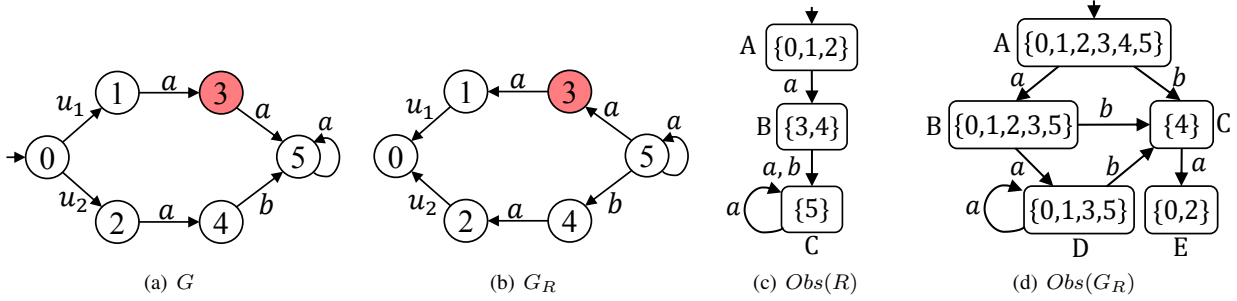 u₁
u₂
0
1
2
a
a
3
4
a
b
5
a
(a) G
u₁
u₂
0
1
2
a
a
3
4
a
b
5
a
(b) G_R
A
{0,1,2}
a
B
{3,4}
a, b
a
{5}
C
(c) Obs(R)
A
{0,1,2,3,4,5}
a
b
B
{0,1,2,3,5}
b
{4}
C
a
b
a
a
{0,1,3,5}
{0,2}
D
E
(d) Obs(G_R)